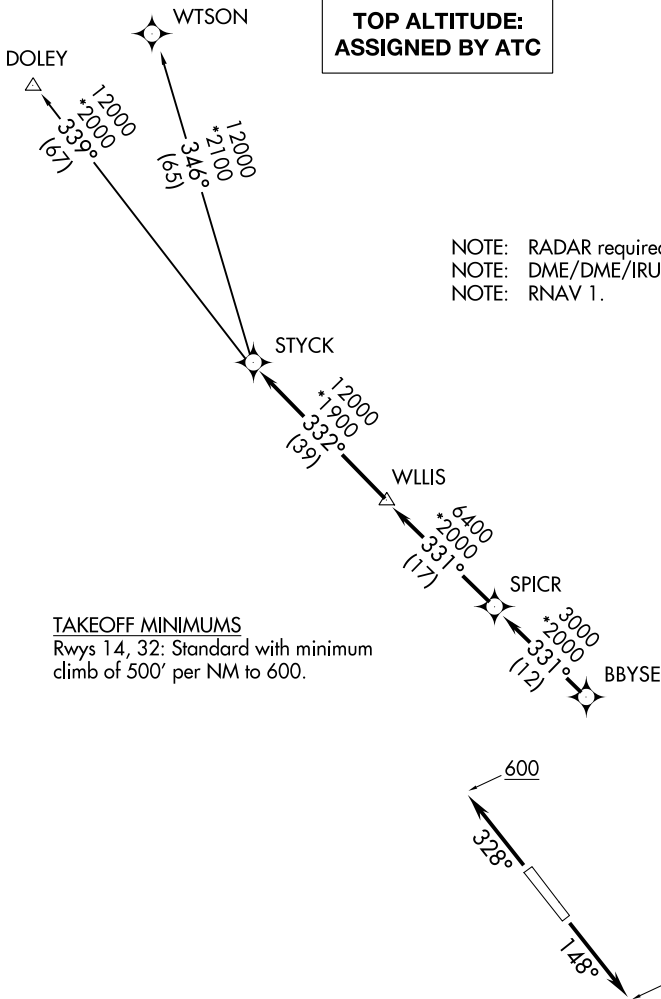 WTSON
TOP ALTITUDE:
ASSIGNED BY ATC
DOLEY
12000
*2000
339°
(67)
12000
*2100
346°
(65)
NOTE: RADAR required
NOTE: DME/DME/IRU
NOTE: RNAV 1.
STYCK
12000
*1900
332°
(39)
WLLIS
6400
*2000
331°
(17)
SPICR
3000
*2000
331°
(12)
BBYSE
TAKEOFF MINIMUMS
Rwys 14, 32: Standard with minimum
climb of 500' per NM to 600.
600
328°
148°